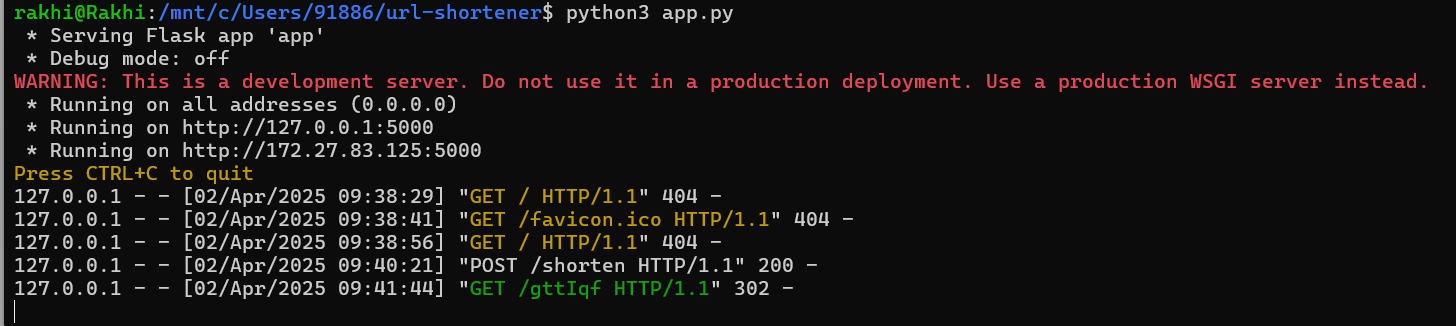 rakhi@Rakhi:/mnt/c/Users/91886/url-shortener$ python3 app.py
 * Serving Flask app 'app'
 * Debug mode: off
WARNING: This is a development server. Do not use it in a production deployment. Use a production WSGI server instead.
 * Running on all addresses (0.0.0.0)
 * Running on http://127.0.0.1:5000
 * Running on http://172.27.83.125:5000
Press CTRL+C to quit
127.0.0.1 - - [02/Apr/2025 09:38:29] "GET / HTTP/1.1" 404 -
127.0.0.1 - - [02/Apr/2025 09:38:41] "GET /favicon.ico HTTP/1.1" 404 -
127.0.0.1 - - [02/Apr/2025 09:38:56] "GET / HTTP/1.1" 404 -
127.0.0.1 - - [02/Apr/2025 09:40:21] "POST /shorten HTTP/1.1" 200 -
127.0.0.1 - - [02/Apr/2025 09:41:44] "GET /gttIqf HTTP/1.1" 302 -